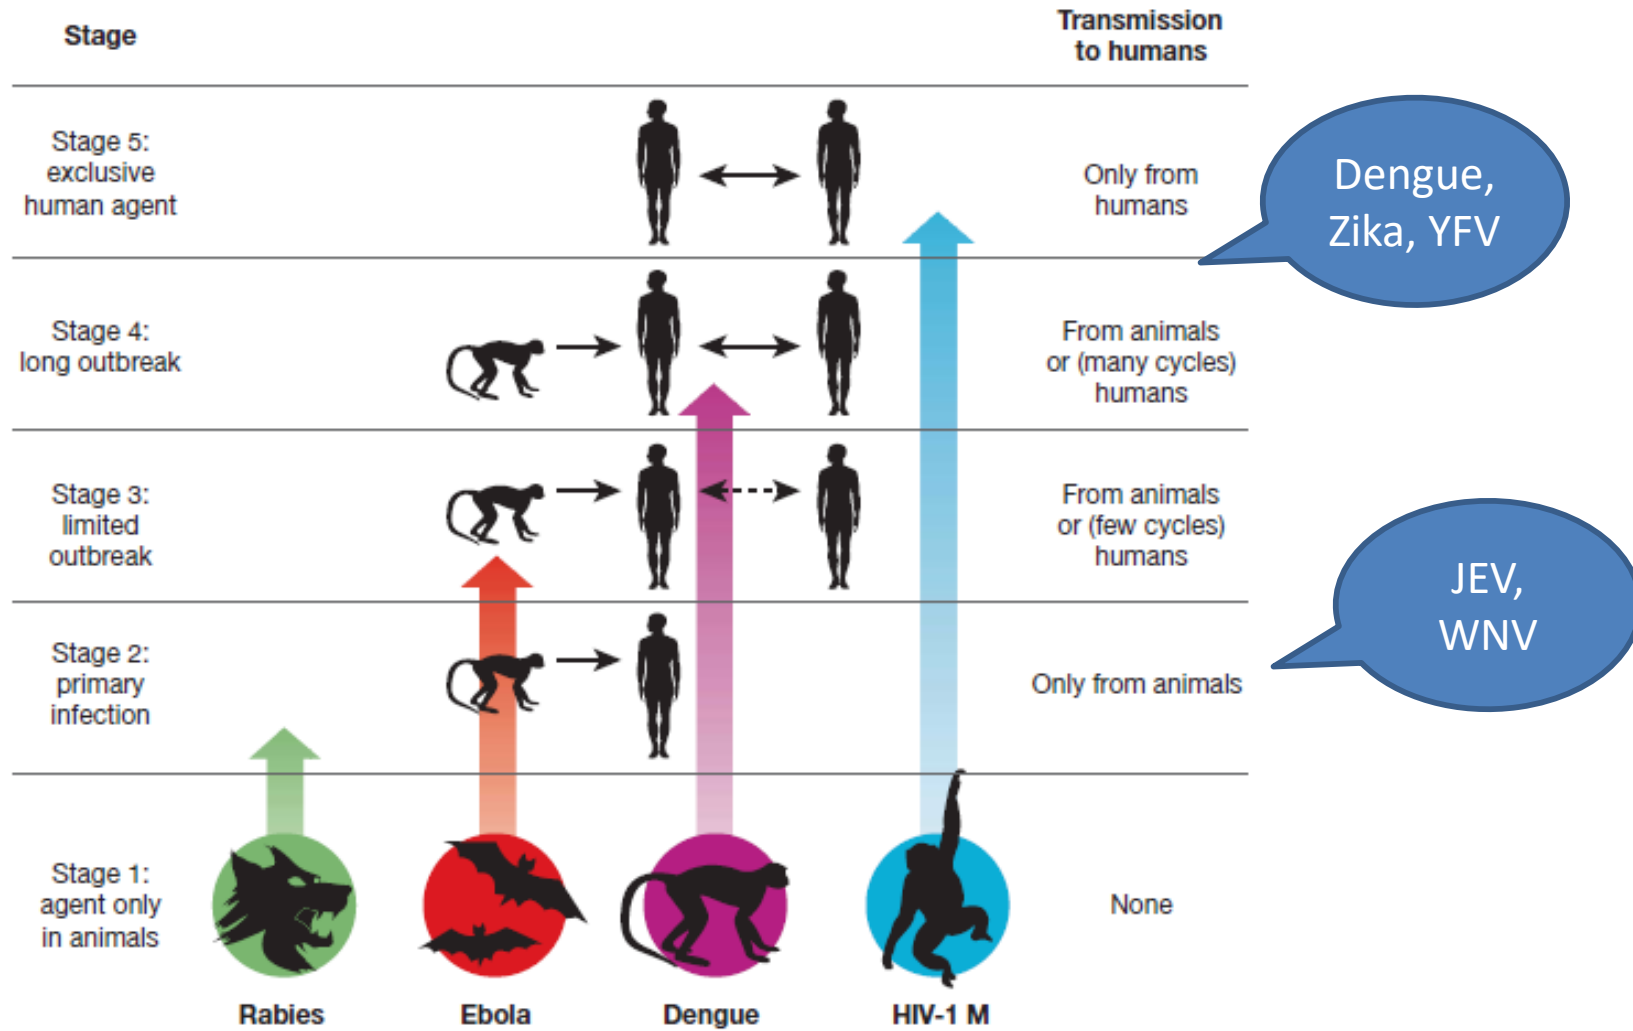 Stage
Transmission
to humans
Stage 5:
exclusive
human agent
Only from
humans
Dengue,
Zika, YFV
Stage 4:
long outbreak
From animals
or (many cycles)
humans
Stage 3:
limited
outbreak
From animals
or (few cycles)
humans
JEV,
WNV
Stage 2:
primary
infection
Only from animals
Stage 1:
agent only
in animals
None
Rabies
Ebola
Dengue
HIV-1 M